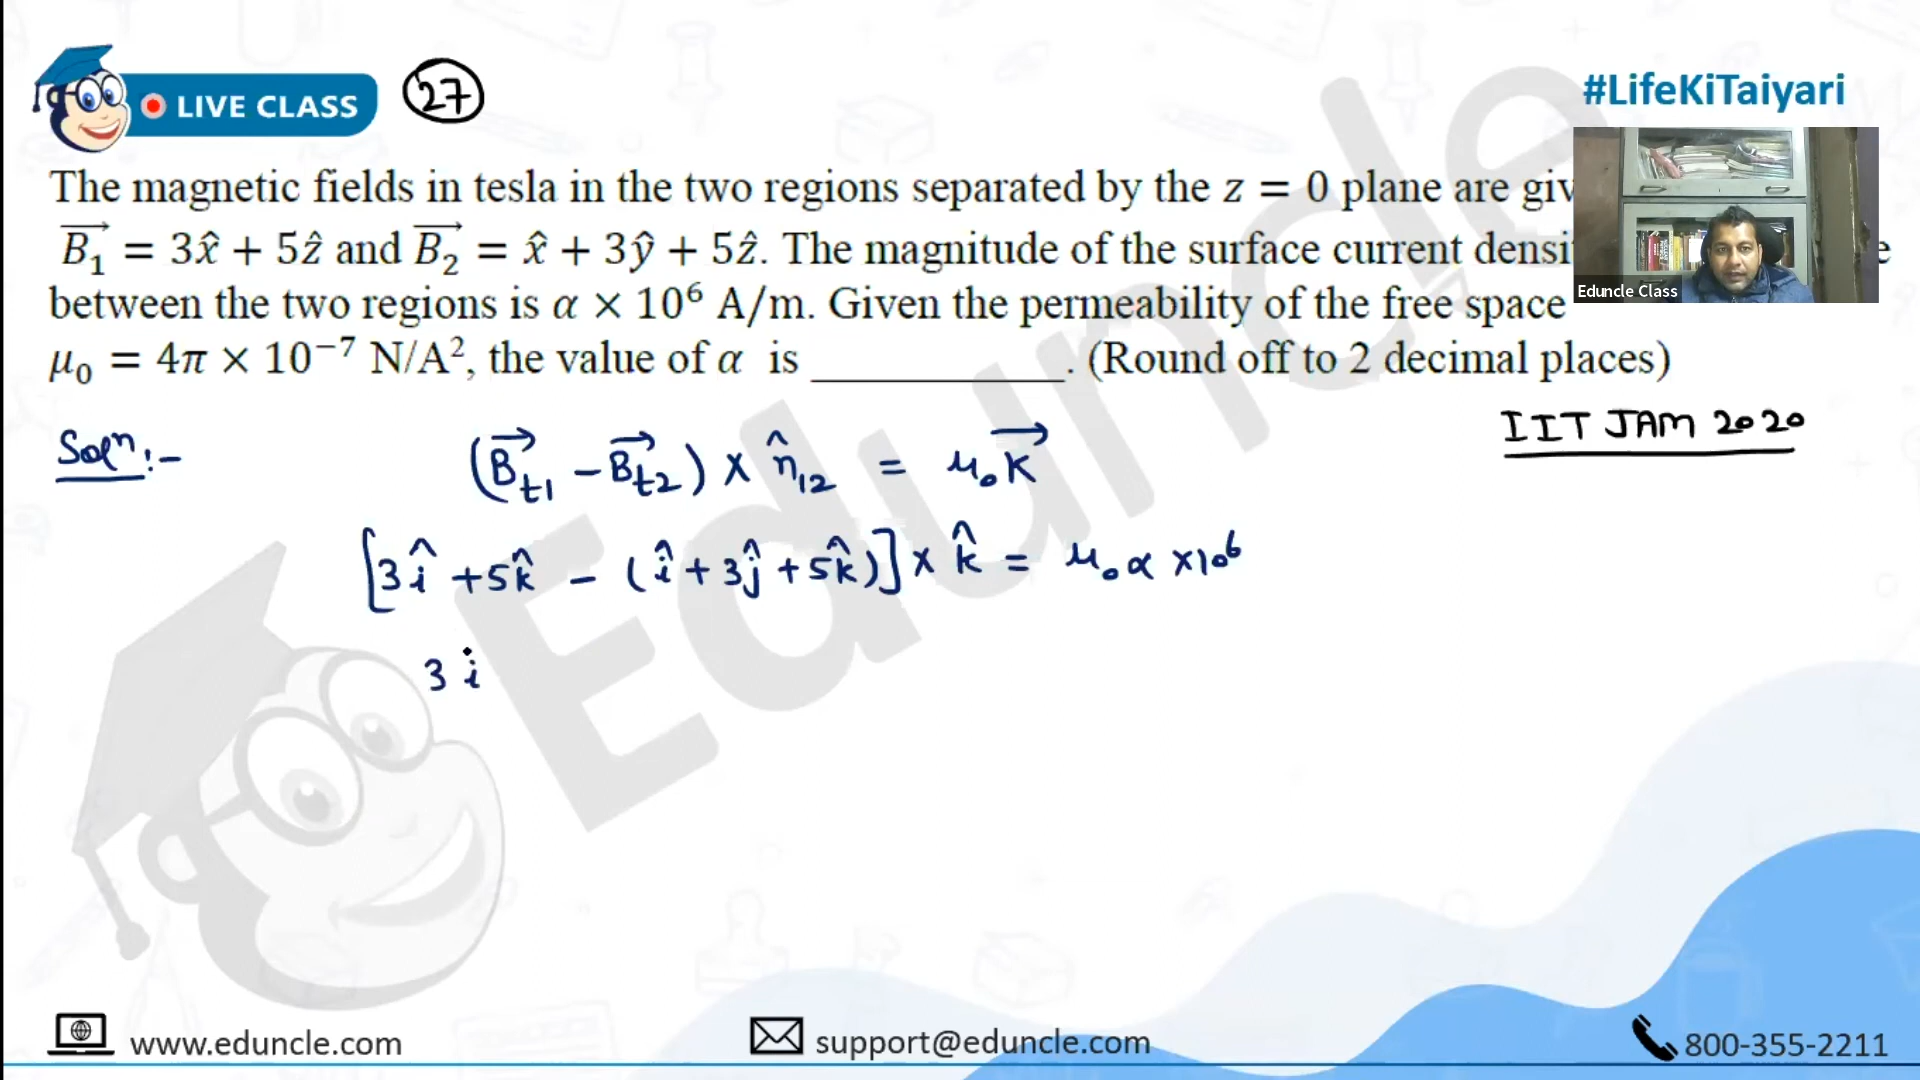 LIVE CLASS
27
#LifeKiTaiyari
The magnetic fields in tesla in the two regions separated by the z = 0 plane are giv
B₁⃗ = 3x̂ + 5ẑ and B₂⃗ = x̂ + 3ŷ + 5ẑ. The magnitude of the surface current densi e
between the two regions is α × 10⁶ A/m. Given the permeability of the free space
μ₀ = 4π × 10⁻⁷ N/A², the value of α is ____________. (Round off to 2 decimal places)
Eduncle Class
IIT JAM 2020
Solⁿ:-
(B⃗t1 - B⃗t2) × n̂12 = μ₀K⃗
[3î + 5k̂ - (î + 3ĵ + 5k̂)] × k̂ = μ₀α × 10⁶
3 i
Eduncle
www.eduncle.com
support@eduncle.com
800-355-2211